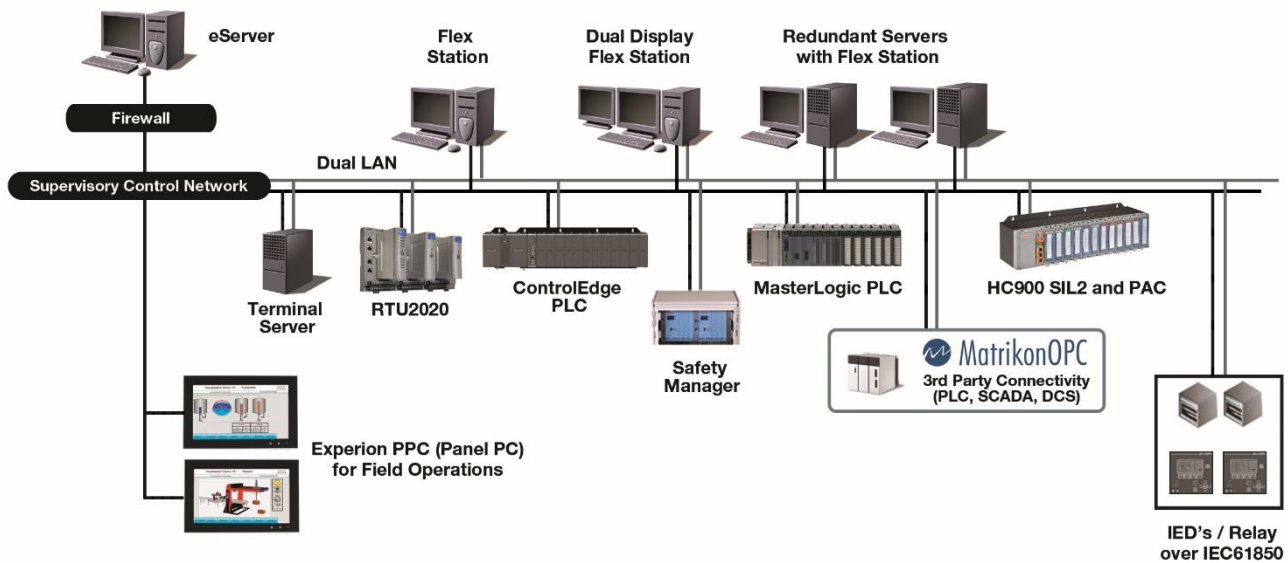 eServer
Flex
Station
Dual Display
Flex Station
Redundant Servers
with Flex Station
Firewall
Dual LAN
Supervisory Control Network
Terminal
Server
RTU2020
ControlEdge
PLC
Safety
Manager
MasterLogic PLC
HC900 SIL2 and PAC
MatrikonOPC
3rd Party Connectivity
(PLC, SCADA, DCS)
Experion PPC (Panel PC)
for Field Operations
IED's / Relay
over IEC61850